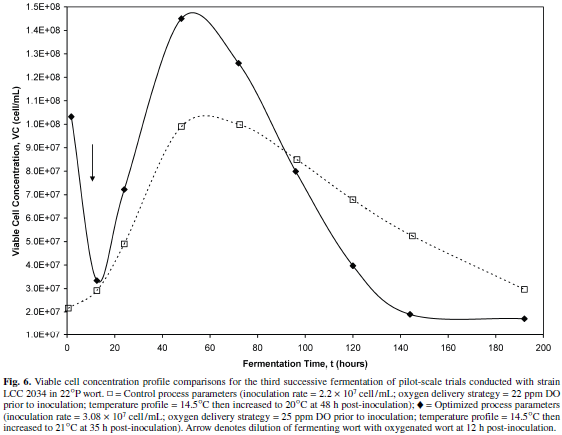 1.5E+08
1.4E+08
1.3E+08
1.2E+08
1.1E+08
1.0E+08
9.0E+07
8.0E+07
7.0E+07
6.0E+07
5.0E+07
4.0E+07
3.0E+07
2.0E+07
1.0E+07
Viable Cell Concentration, VC (cell/mL)
0 20 40 60 80 100 120 140 160 180 200
Fermentation Time, t (hours)
Fig. 6. Viable cell concentration profile comparisons for the third successive fermentation of pilot-scale trials conducted with strain
LCC 2034 in 22°P wort. □ = Control process parameters (inoculation rate = 2.2 × 10⁷ cell/mL; oxygen delivery strategy = 22 ppm DO
prior to inoculation; temperature profile = 14.5°C then increased to 20°C at 48 h post-inoculation); ◆ = Optimized process parameters
(inoculation rate = 3.08 × 10⁷ cell/mL; oxygen delivery strategy = 25 ppm DO prior to inoculation; temperature profile = 14.5°C then
increased to 21°C at 35 h post-inoculation). Arrow denotes dilution of fermenting wort with oxygenated wort at 12 h post-inoculation.